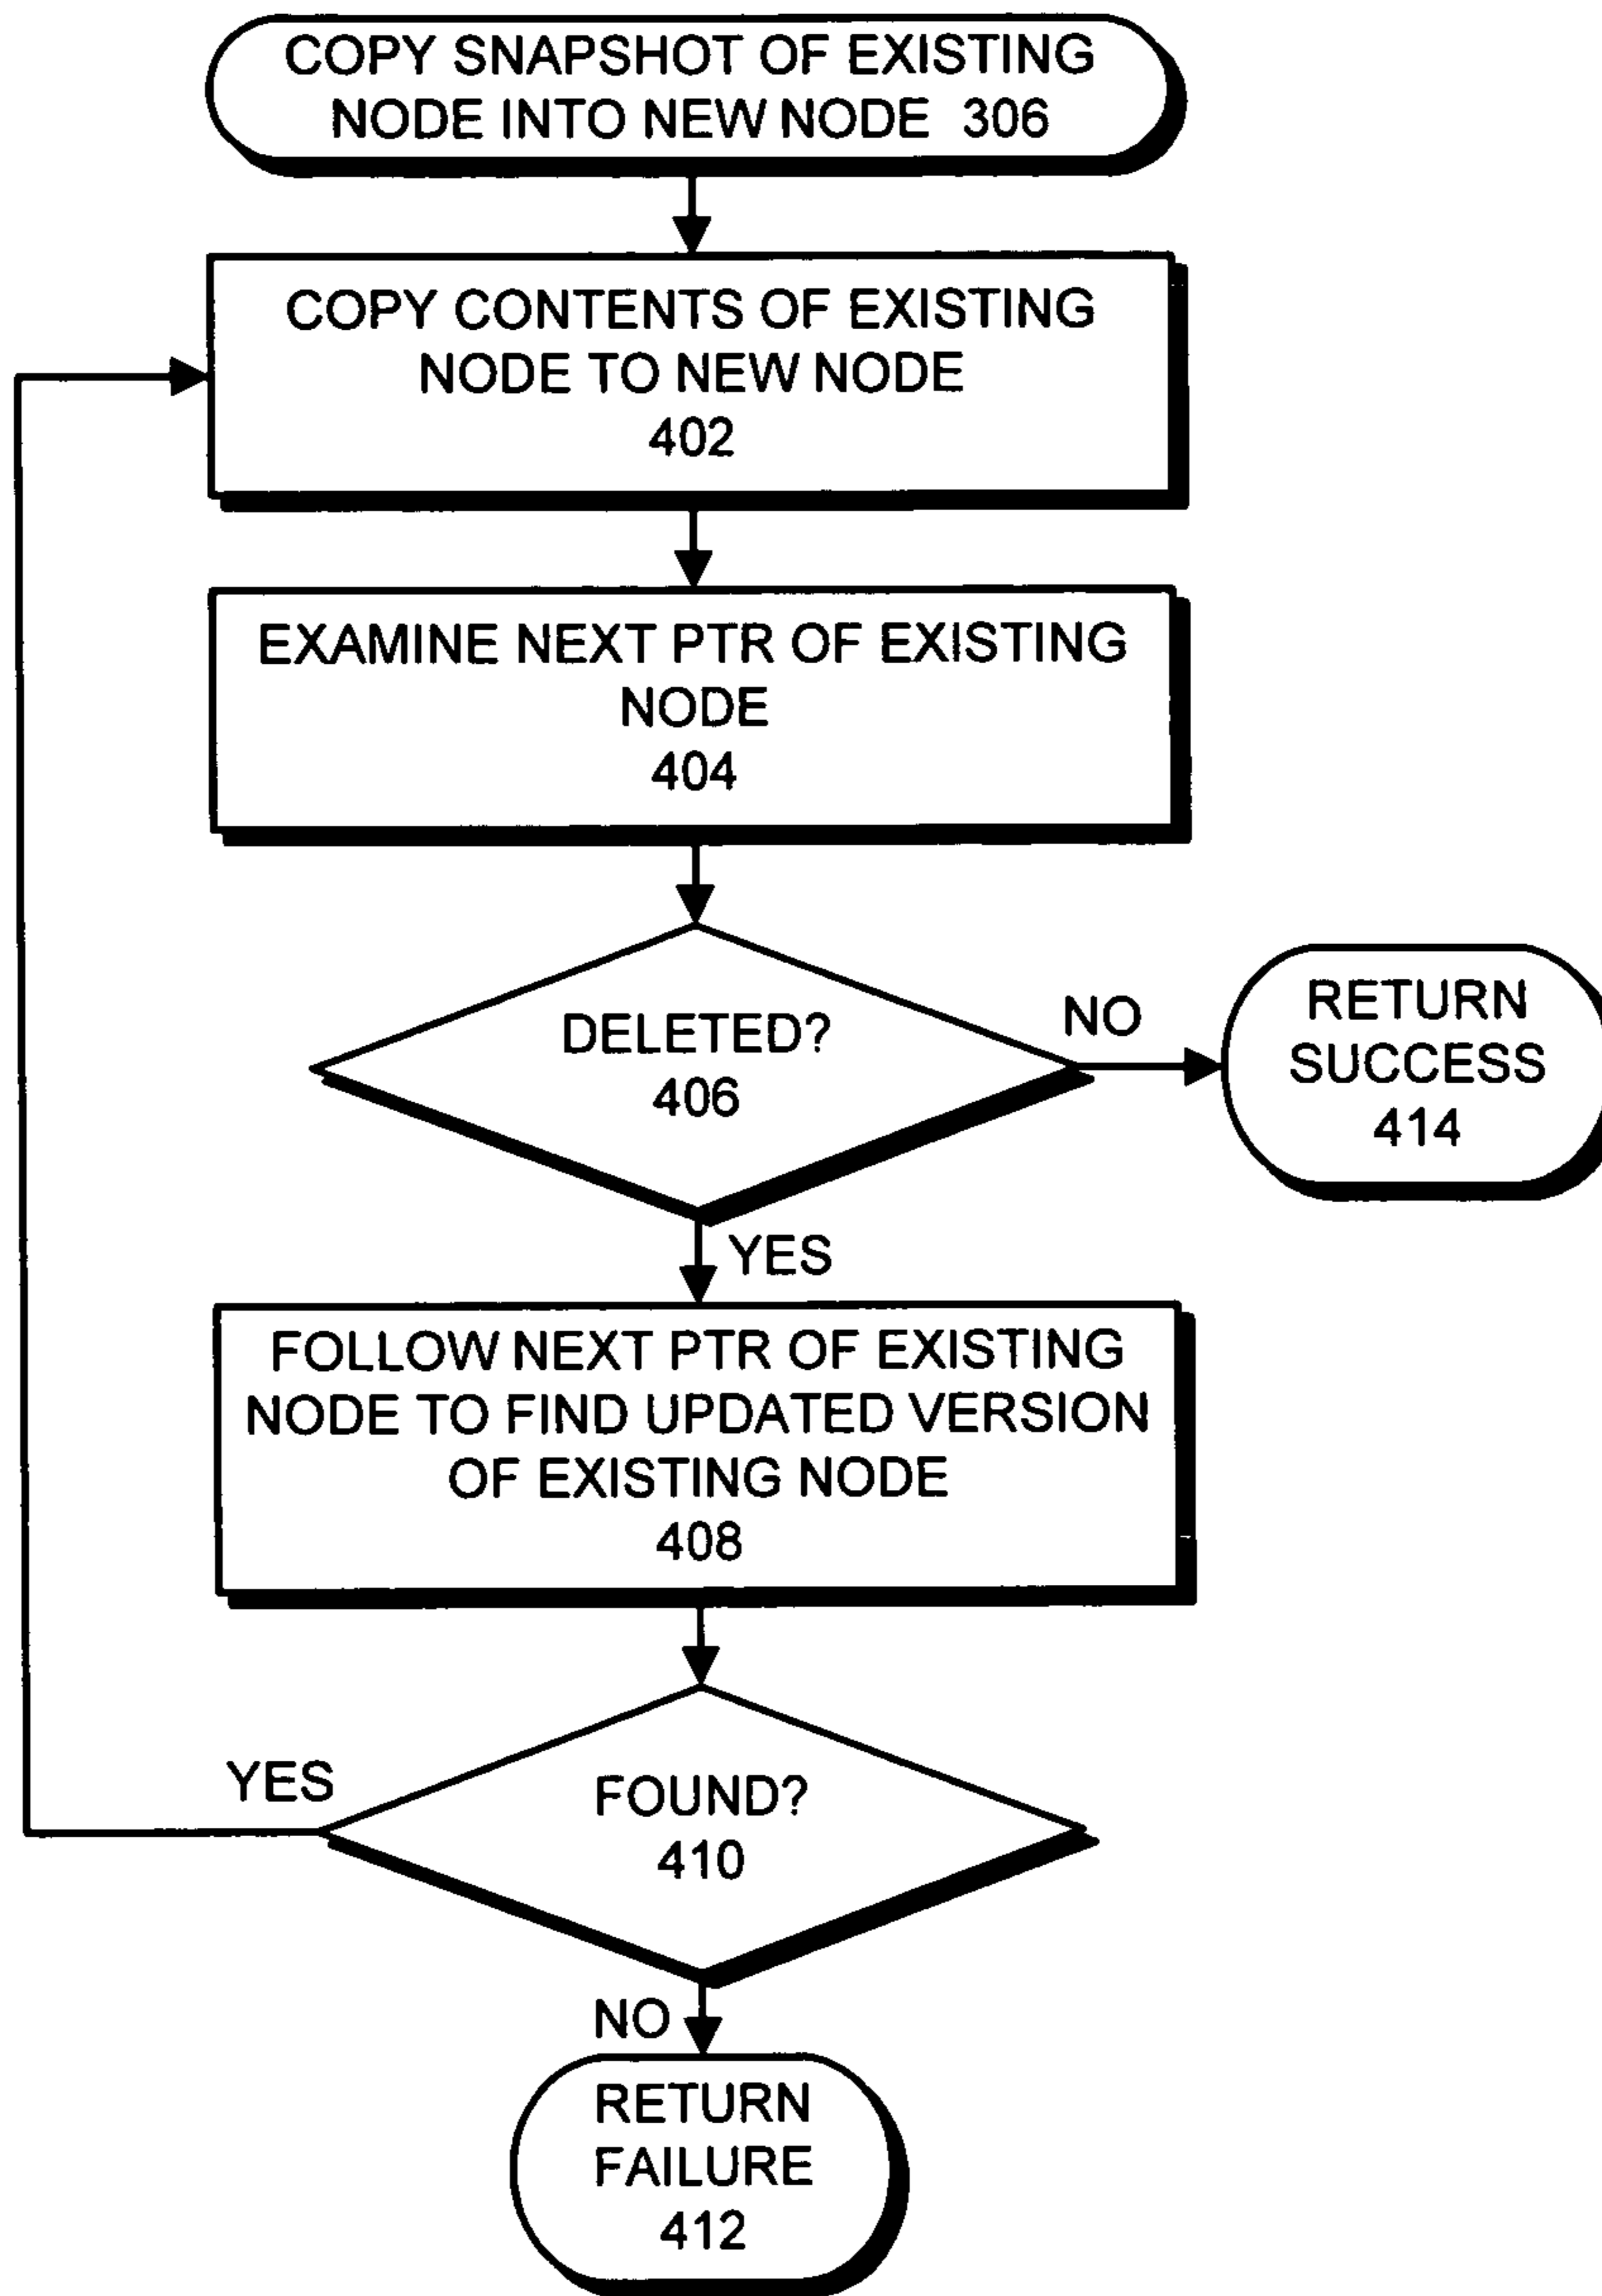 COPY SNAPSHOT OF EXISTING
NODE INTO NEW NODE 306
COPY CONTENTS OF EXISTING
NODE TO NEW NODE
402
EXAMINE NEXT PTR OF EXISTING
NODE
404
DELETED?
406
NO
RETURN
SUCCESS
414
YES
FOLLOW NEXT PTR OF EXISTING
NODE TO FIND UPDATED VERSION
OF EXISTING NODE
408
YES
FOUND?
410
NO
RETURN
FAILURE
412